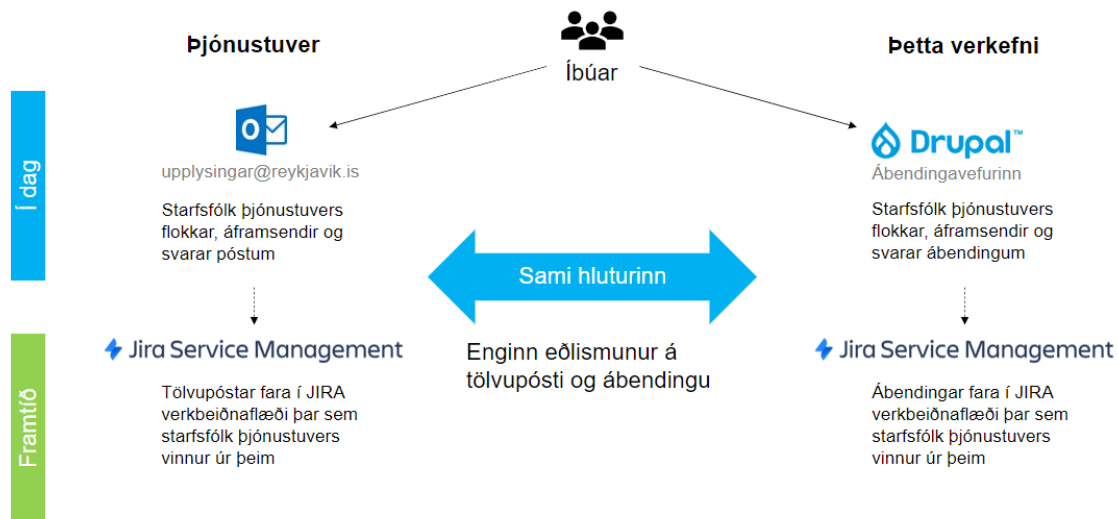 Þjónustuver
Íbúar
Þetta verkefni
Í dag
upplysingar@reykjavik.is
Starfsfólk þjónustuvers
flokkar, áframsendir og
svarar póstum
Drupal™
Ábendingavefurinn
Starfsfólk þjónustuvers
flokkar, áframsendir og
svarar ábendingum
Sami hluturinn
Enginn eðlismunur á
tölvupósti og ábendingu
Framtíð
Jira Service Management
Tölvupóstar fara í JIRA
verkbeiðnaflæði þar sem
starfsfólk þjónustuvers
vinnur úr þeim
Jira Service Management
Ábendingar fara í JIRA
verkbeiðnaflæði þar sem
starfsfólk þjónustuvers
vinnur úr þeim